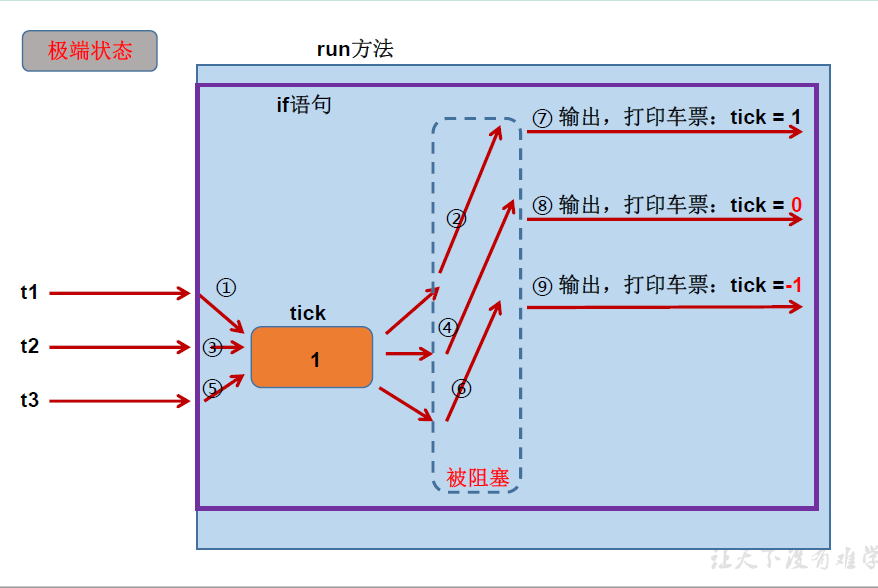 极端状态
run方法
if语句
⑦ 输出，打印车票：tick = 1
②
⑧ 输出，打印车票：tick = 0
t1
①
⑨ 输出，打印车票：tick =-1
tick
④
t2
③
1
t3
⑤
⑥
被阻塞
让天下没有难学